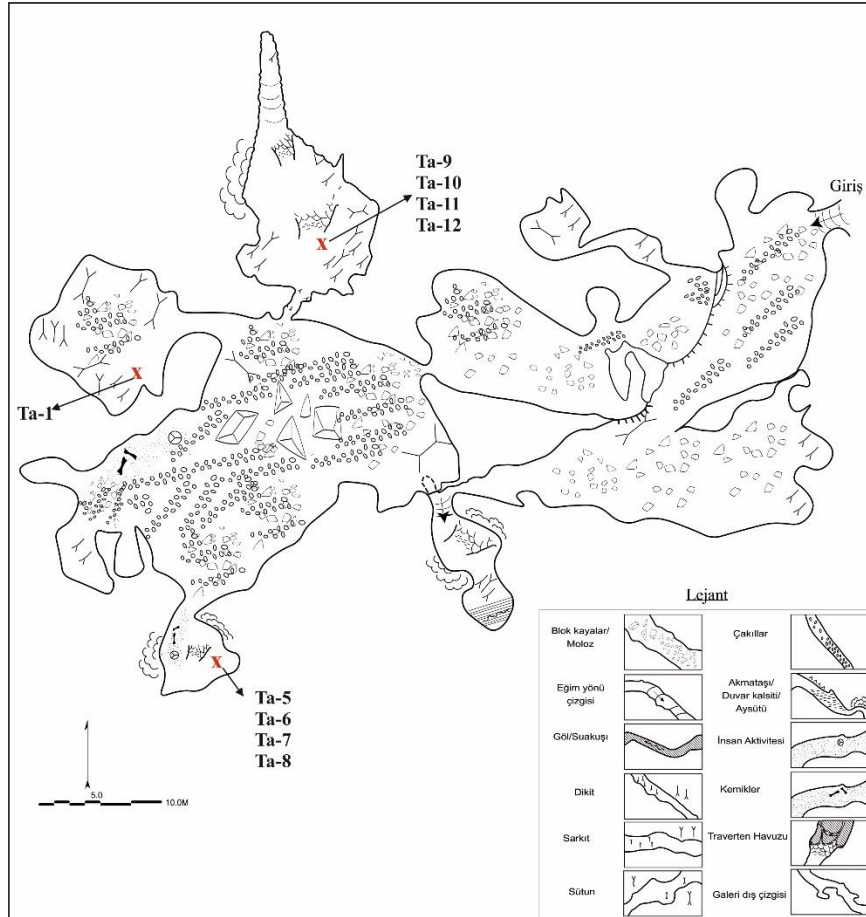 Ta-9
Ta-10
Ta-11
Ta-12
Giriş
X
X
Ta-1
X
Ta-5
Ta-6
Ta-7
Ta-8
5.0
10.0M
Lejant
Blok kayalar/
Moloz
Eğim yönü
çizgisi
Göl/Suakuşı
Dikit
Sarkıt
Sütun
Çakıllar
Akmataşı/
Duvar kalsiti/
Aysütü
İnsan Aktivitesi
Kemikler
Traverten Havuzu
Galeri dış çizgisi